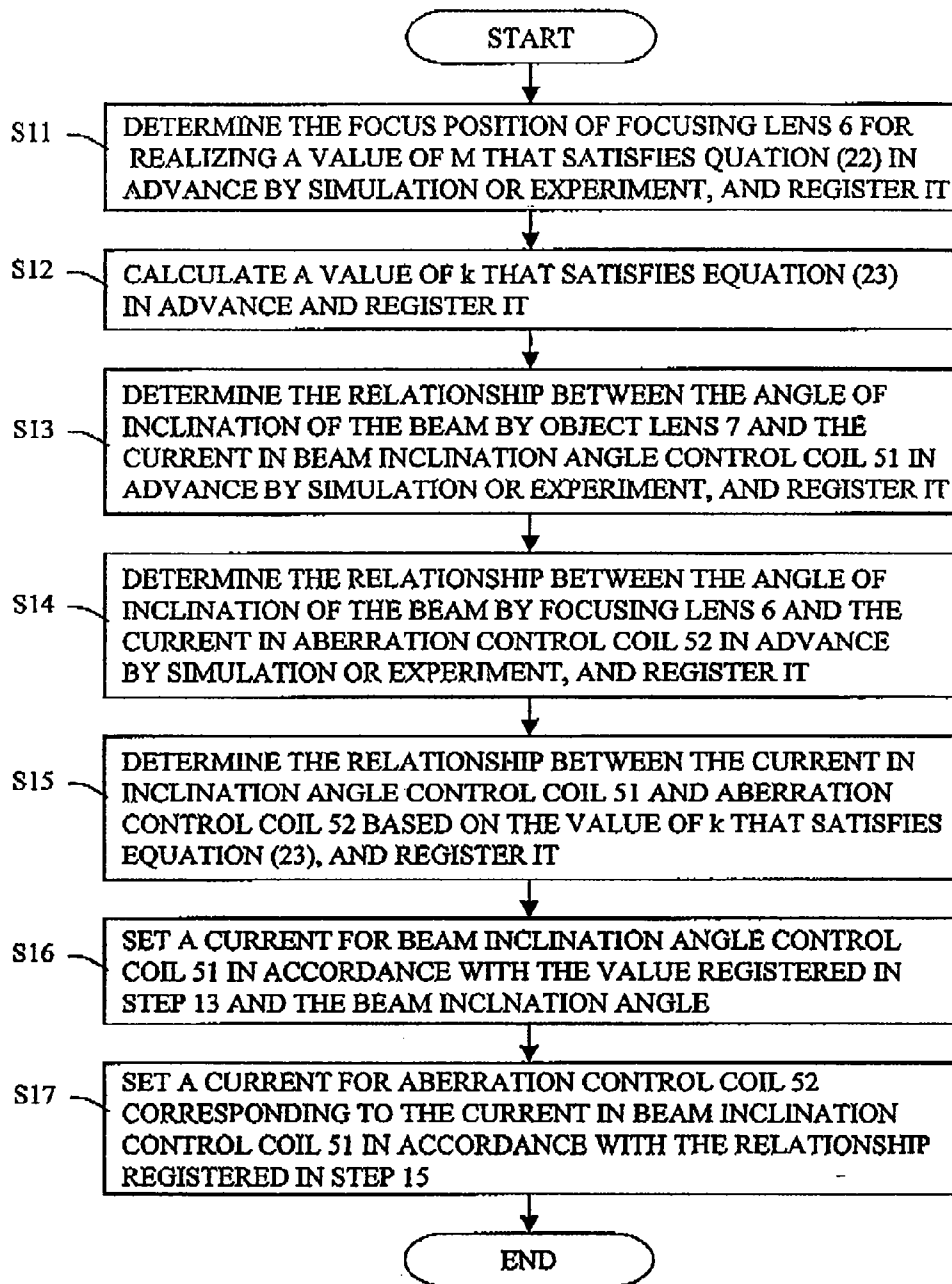 START
S11
DETERMINE THE FOCUS POSITION OF FOCUSING LENS 6 FOR
REALIZING A VALUE OF M THAT SATISFIES QUATION (22) IN
ADVANCE BY SIMULATION OR EXPERIMENT, AND REGISTER IT
S12
CALCULATE A VALUE OF k THAT SATISFIES EQUATION (23)
IN ADVANCE AND REGISTER IT
S13
DETERMINE THE RELATIONSHIP BETWEEN THE ANGLE OF
INCLINATION OF THE BEAM BY OBJECT LENS 7 AND THE
CURRENT IN BEAM INCLINATION ANGLE CONTROL COIL 51 IN
ADVANCE BY SIMULATION OR EXPERIMENT, AND REGISTER IT
S14
DETERMINE THE RELATIONSHIP BETWEEN THE ANGLE OF
INCLINATION OF THE BEAM BY FOCUSING LENS 6 AND THE
CURRENT IN ABERRATION CONTROL COIL 52 IN ADVANCE
BY SIMULATION OR EXPERIMENT, AND REGISTER IT
S15
DETERMINE THE RELATIONSHIP BETWEEN THE CURRENT IN
INCLINATION ANGLE CONTROL COIL 51 AND ABERRATION
CONTROL COIL 52 BASED ON THE VALUE OF k THAT SATISFIES
EQUATION (23), AND REGISTER IT
S16
SET A CURRENT FOR BEAM INCLINATION ANGLE CONTROL
COIL 51 IN ACCORDANCE WITH THE VALUE REGISTERED IN
STEP 13 AND THE BEAM INCLNATION ANGLE
S17
SET A CURRENT FOR ABERRATION CONTROL COIL 52
CORRESPONDING TO THE CURRENT IN BEAM INCLINATION
CONTROL COIL 51 IN ACCORDANCE WITH THE RELATIONSHIP
REGISTERED IN STEP 15
END